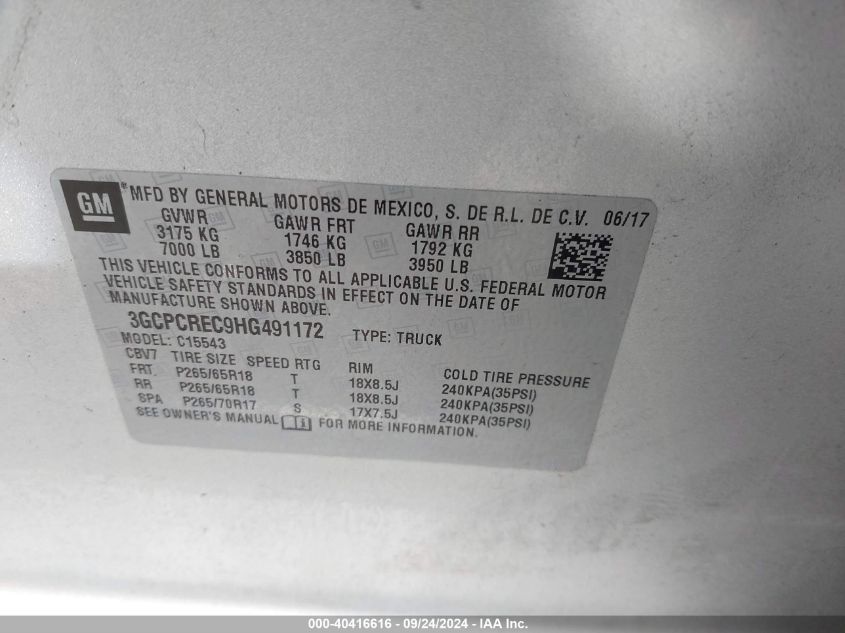 GM
® MFD BY GENERAL MOTORS DE MEXICO, S. DE R.L. DE C.V. 06/17
GVWR GAWR FRT GAWR RR
3175 KG 1746 KG 1792 KG
7000 LB 3850 LB 3950 LB
THIS VEHICLE CONFORMS TO ALL APPLICABLE U.S. FEDERAL MOTOR
VEHICLE SAFETY STANDARDS IN EFFECT ON THE DATE OF
MANUFACTURE SHOWN ABOVE.
3GCPCREC9HG491172 TYPE: TRUCK
MODEL: C15543
CBV7 TIRE SIZE SPEED RTG RIM COLD TIRE PRESSURE
FRT. P265/65R18 T 18X8.5J 240KPA(35PSI)
RR P265/65R18 T 18X8.5J 240KPA(35PSI)
SPA P265/70R17 S 17X7.5J 240KPA(35PSI)
SEE OWNER'S MANUAL FOR MORE INFORMATION.
000-40416616 - 09/24/2024 - IAA Inc.